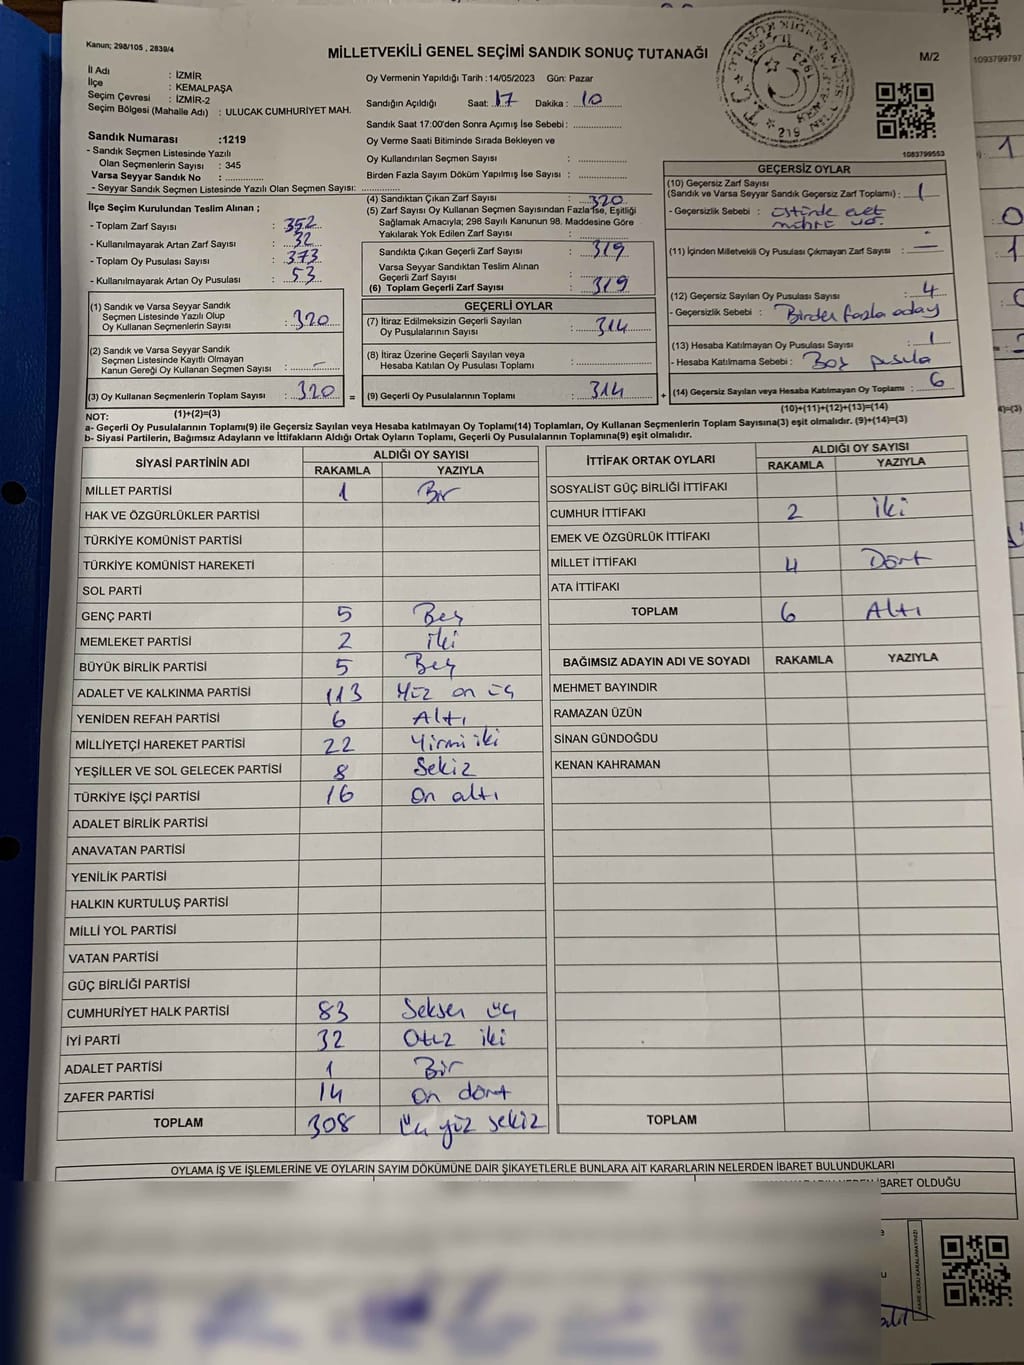 Kanun; 298/105 , 2839/4
MİLLETVEKİLİ GENEL SEÇİMİ SANDIK SONUÇ TUTANAĞI
M/2
1093799797
İl Adı : İZMİR
İlçe : KEMALPAŞA
Seçim Çevresi : İZMİR-2
Seçim Bölgesi (Mahalle Adı) : ULUCAK CUMHURİYET MAH.
Oy Vermenin Yapıldığı Tarih :14/05/2023 Gün: Pazar
Sandığın Açıldığı Saat: 17 Dakika : 10
Sandık Saat 17:00'den Sonra Açımış İse Sebebi :
Oy Verme Saati Bitiminde Sırada Bekleyen ve
Oy Kullandırılan Seçmen Sayısı :
Birden Fazla Sayım Döküm Yapılmış İse Sayısı :
1083799553
Sandık Numarası :1219
- Sandık Seçmen Listesinde Yazılı
Olan Seçmenlerin Sayısı : 345
Varsa Seyyar Sandık No :
- Seyyar Sandık Seçmen Listesinde Yazılı Olan Seçmen Sayısı:
İlçe Seçim Kurulundan Teslim Alınan ;
- Toplam Zarf Sayısı : 352
- Kullanılmayarak Artan Zarf Sayısı : 32
- Toplam Oy Pusulası Sayısı : 373
- Kullanılmayarak Artan Oy Pusulası : 53
(1) Sandık ve Varsa Seyyar Sandık
Seçmen Listesinde Yazılı Olup
Oy Kullanan Seçmenlerin Sayısı : 320
(2) Sandık ve Varsa Seyyar Sandık
Seçmen Listesinde Kayıtlı Olmayan
Kanun Gereği Oy Kullanan Seçmen Sayısı : –
(3) Oy Kullanan Seçmenlerin Toplam Sayısı : 320 =
(4) Sandıktan Çıkan Zarf Sayısı : 320
(5) Zarf Sayısı Oy Kullanan Seçmen Sayısından Fazla İse, Eşitliği
Sağlamak Amacıyla; 298 Sayılı Kanunun 98. Maddesine Göre
Yakılarak Yok Edilen Zarf Sayısı :
Sandıkta Çıkan Geçerli Zarf Sayısı : 319
Varsa Seyyar Sandıktan Teslim Alınan
Geçerli Zarf Sayısı :
(6) Toplam Geçerli Zarf Sayısı : 319
GEÇERLİ OYLAR
(7) İtiraz Edilmeksizin Geçerli Sayılan
Oy Pusulalarının Sayısı : 314
(8) İtiraz Üzerine Geçerli Sayılan veya
Hesaba Katılan Oy Pusulası Toplamı :
(9) Geçerli Oy Pusulalarının Toplamı : 314 +
GEÇERSİZ OYLAR
(10) Geçersiz Zarf Sayısı
(Sandık ve Varsa Seyyar Sandık Geçersiz Zarf Toplamı) : 1
- Geçersizlik Sebebi : üstünde evet
mührü var.
(11) İçinden Milletvekili Oy Pusulası Çıkmayan Zarf Sayısı : –
(12) Geçersiz Sayılan Oy Pusulası Sayısı : 4
- Geçersizlik Sebebi : Birden fazla aday
(13) Hesaba Katılmayan Oy Pusulası Sayısı : 1
- Hesaba Katılmama Sebebi : Boş pusula
(14) Geçersiz Sayılan veya Hesaba Katılmayan Oy Toplamı : 6
NOT: (1)+(2)=(3) (10)+(11)+(12)+(13)=(14)
a- Geçerli Oy Pusulalarının Toplamı(9) ile Geçersiz Sayılan veya Hesaba katılmayan Oy Toplamı(14) Toplamları, Oy Kullanan Seçmenlerin Toplam Sayısına(3) eşit olmalıdır. (9)+(14)=(3)
b- Siyasi Partilerin, Bağımsız Adayların ve İttifakların Aldığı Ortak Oyların Toplamı, Geçerli Oy Pusulalarının Toplamına(9) eşit olmalıdır.
SİYASİ PARTİNİN ADI ALDIĞI OY SAYISI
RAKAMLA YAZIYLA
MİLLET PARTİSİ 1 Bir
HAK VE ÖZGÜRLÜKLER PARTİSİ
TÜRKİYE KOMÜNİST PARTİSİ
TÜRKİYE KOMÜNİST HAREKETİ
SOL PARTİ
GENÇ PARTİ 5 Beş
MEMLEKET PARTİSİ 2 iki
BÜYÜK BİRLİK PARTİSİ 5 Beş
ADALET VE KALKINMA PARTİSİ 113 Yüz on üç
YENİDEN REFAH PARTİSİ 6 Altı
MİLLİYETÇİ HAREKET PARTİSİ 22 Yirmi iki
YEŞİLLER VE SOL GELECEK PARTİSİ 8 Sekiz
TÜRKİYE İŞÇİ PARTİSİ 16 On altı
ADALET BİRLİK PARTİSİ
ANAVATAN PARTİSİ
YENİLİK PARTİSİ
HALKIN KURTULUŞ PARTİSİ
MİLLİ YOL PARTİSİ
VATAN PARTİSİ
GÜÇ BİRLİĞİ PARTİSİ
CUMHURİYET HALK PARTİSİ 83 Seksen üç
İYİ PARTİ 32 Otuz iki
ADALET PARTİSİ 1 Bir
ZAFER PARTİSİ 14 On dört
TOPLAM 308 Üç yüz sekiz
İTTİFAK ORTAK OYLARI ALDIĞI OY SAYISI
RAKAMLA YAZIYLA
SOSYALİST GÜÇ BİRLİĞİ İTTİFAKI
CUMHUR İTTİFAKI 2 İki
EMEK VE ÖZGÜRLÜK İTTİFAKI
MİLLET İTTİFAKI 4 Dört
ATA İTTİFAKI
TOPLAM 6 Altı
BAĞIMSIZ ADAYIN ADI VE SOYADI RAKAMLA YAZIYLA
MEHMET BAYINDIR
RAMAZAN ÜZÜN
SİNAN GÜNDOĞDU
KENAN KAHRAMAN
TOPLAM
OYLAMA İŞ VE İŞLEMLERİNE VE OYLARIN SAYIM DÖKÜMÜNE DAİR ŞİKAYETLERLE BUNLARA AİT KARARLARIN NELERDEN İBARET BULUNDUKLARI
İBARET OLDUĞU